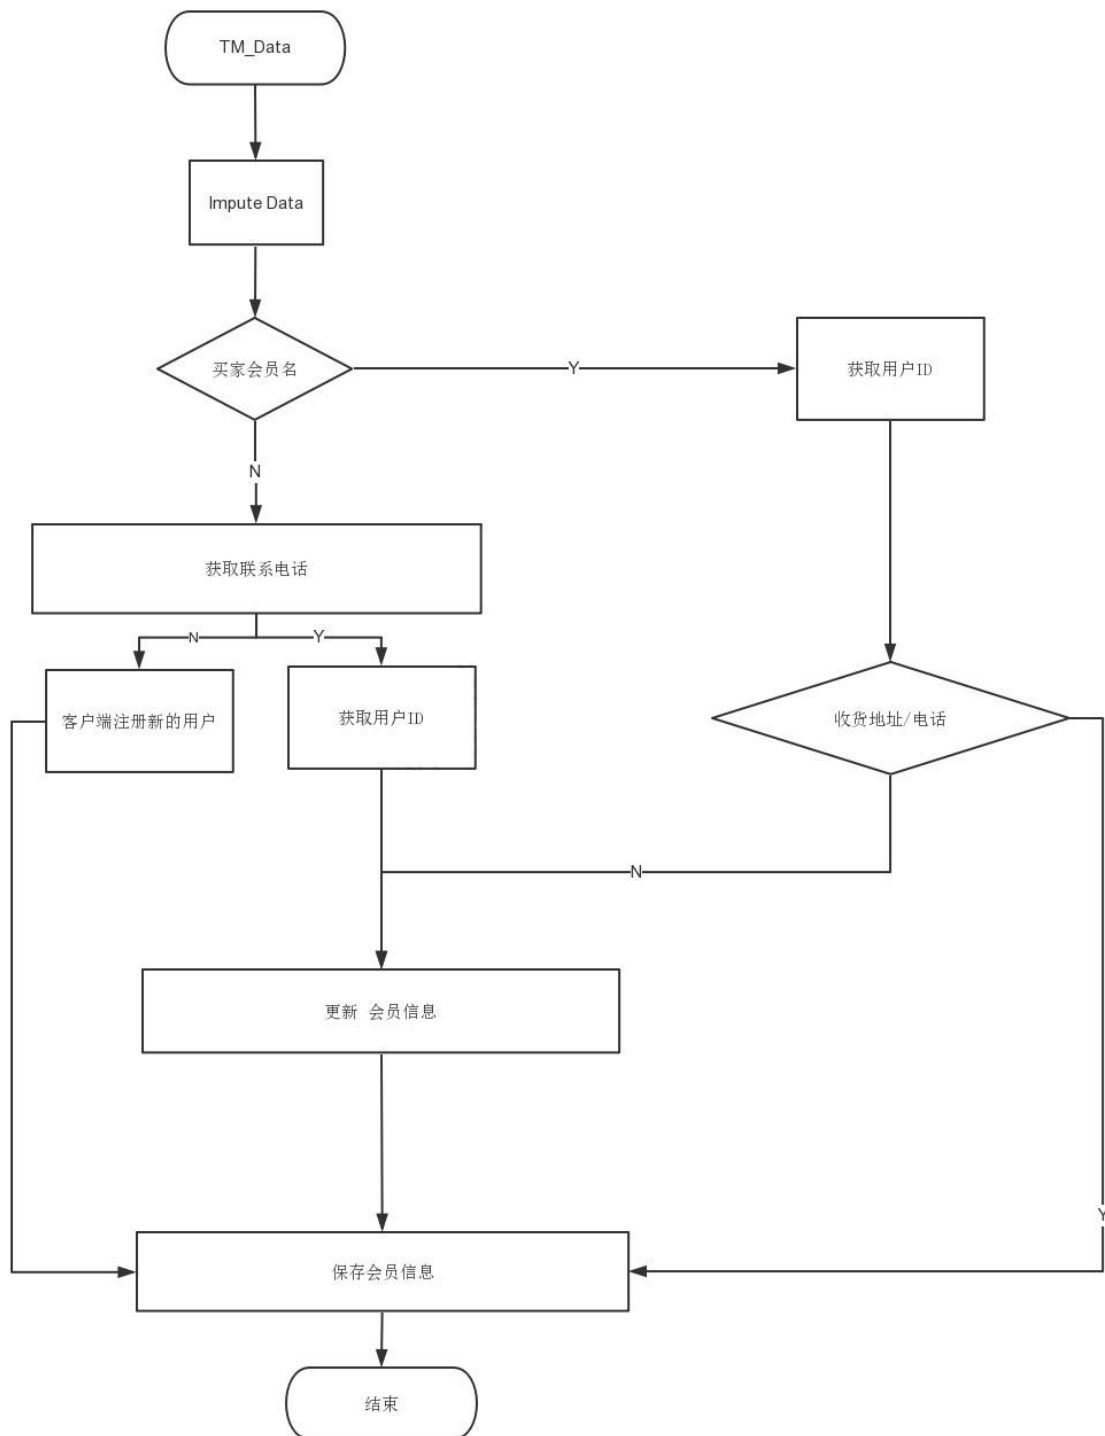 TM_Data
Impute Data
买家会员名
Y
获取用户ID
N
获取联系电话
N
Y
客户端注册新的用户
获取用户ID
收货地址/电话
N
更新 会员信息
Y
保存会员信息
结束